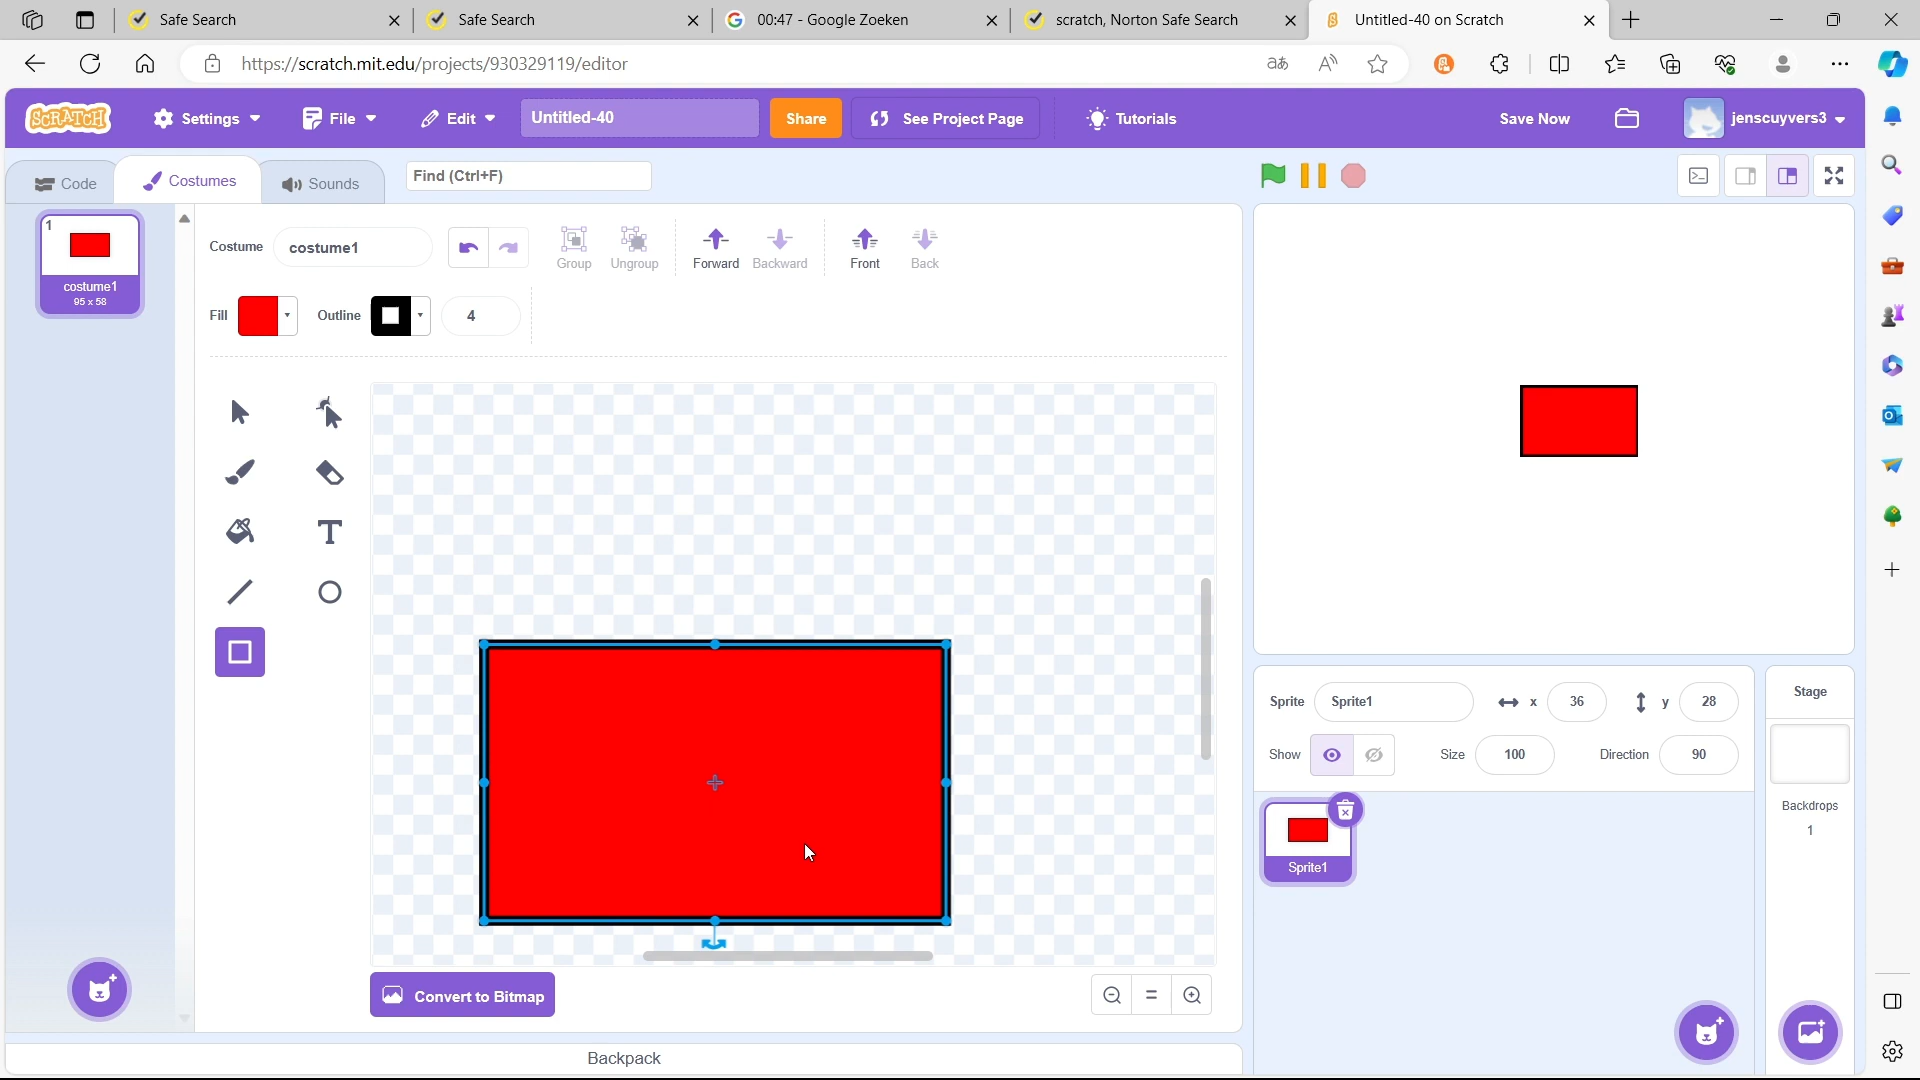 Safe Search
Safe Search
00:47 - Google Zoeken
scratch, Norton Safe Search
Untitled-40 on Scratch
https://scratch.mit.edu/projects/930329119/editor
SCRATCH
Settings
File
Edit
Untitled-40
Share
See Project Page
Tutorials
Save Now
jenscuyvers3
Code
Costumes
Sounds
Find (Ctrl+F)
1
costume1
95 x 58
Costume
costume1
Group
Ungroup
Forward
Backward
Front
Back
Fill
Outline
4
T
Convert to Bitmap
Backpack
Sprite
Sprite1
x
36
y
28
Show
Size
100
Direction
90
Sprite1
Stage
Backdrops
1